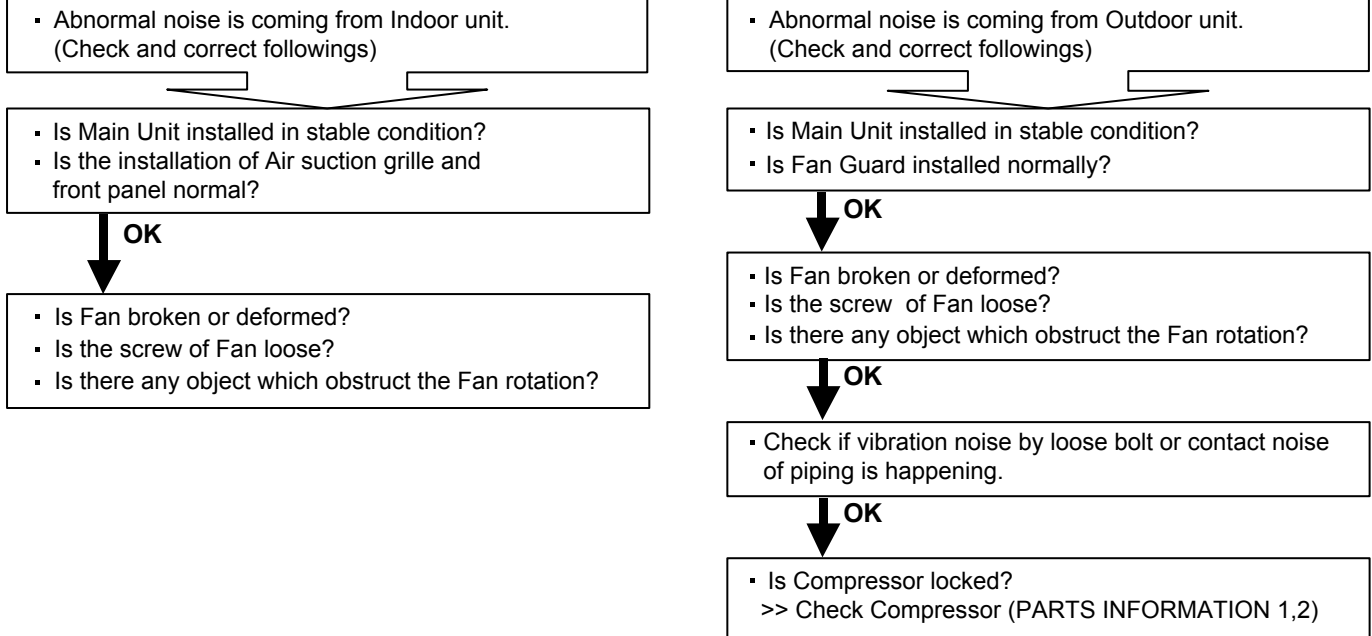 ▪ Abnormal noise is coming from Indoor unit.
(Check and correct followings)
▪ Is Main Unit installed in stable condition?
▪ Is the installation of Air suction grille and
front panel normal?
OK
▪ Is Fan broken or deformed?
▪ Is the screw of Fan loose?
▪ Is there any object which obstruct the Fan rotation?
▪ Abnormal noise is coming from Outdoor unit.
(Check and correct followings)
▪ Is Main Unit installed in stable condition?
▪ Is Fan Guard installed normally?
OK
▪ Is Fan broken or deformed?
▪ Is the screw of Fan loose?
▪ Is there any object which obstruct the Fan rotation?
OK
▪ Check if vibration noise by loose bolt or contact noise
of piping is happening.
OK
▪ Is Compressor locked?
>> Check Compressor (PARTS INFORMATION 1,2)